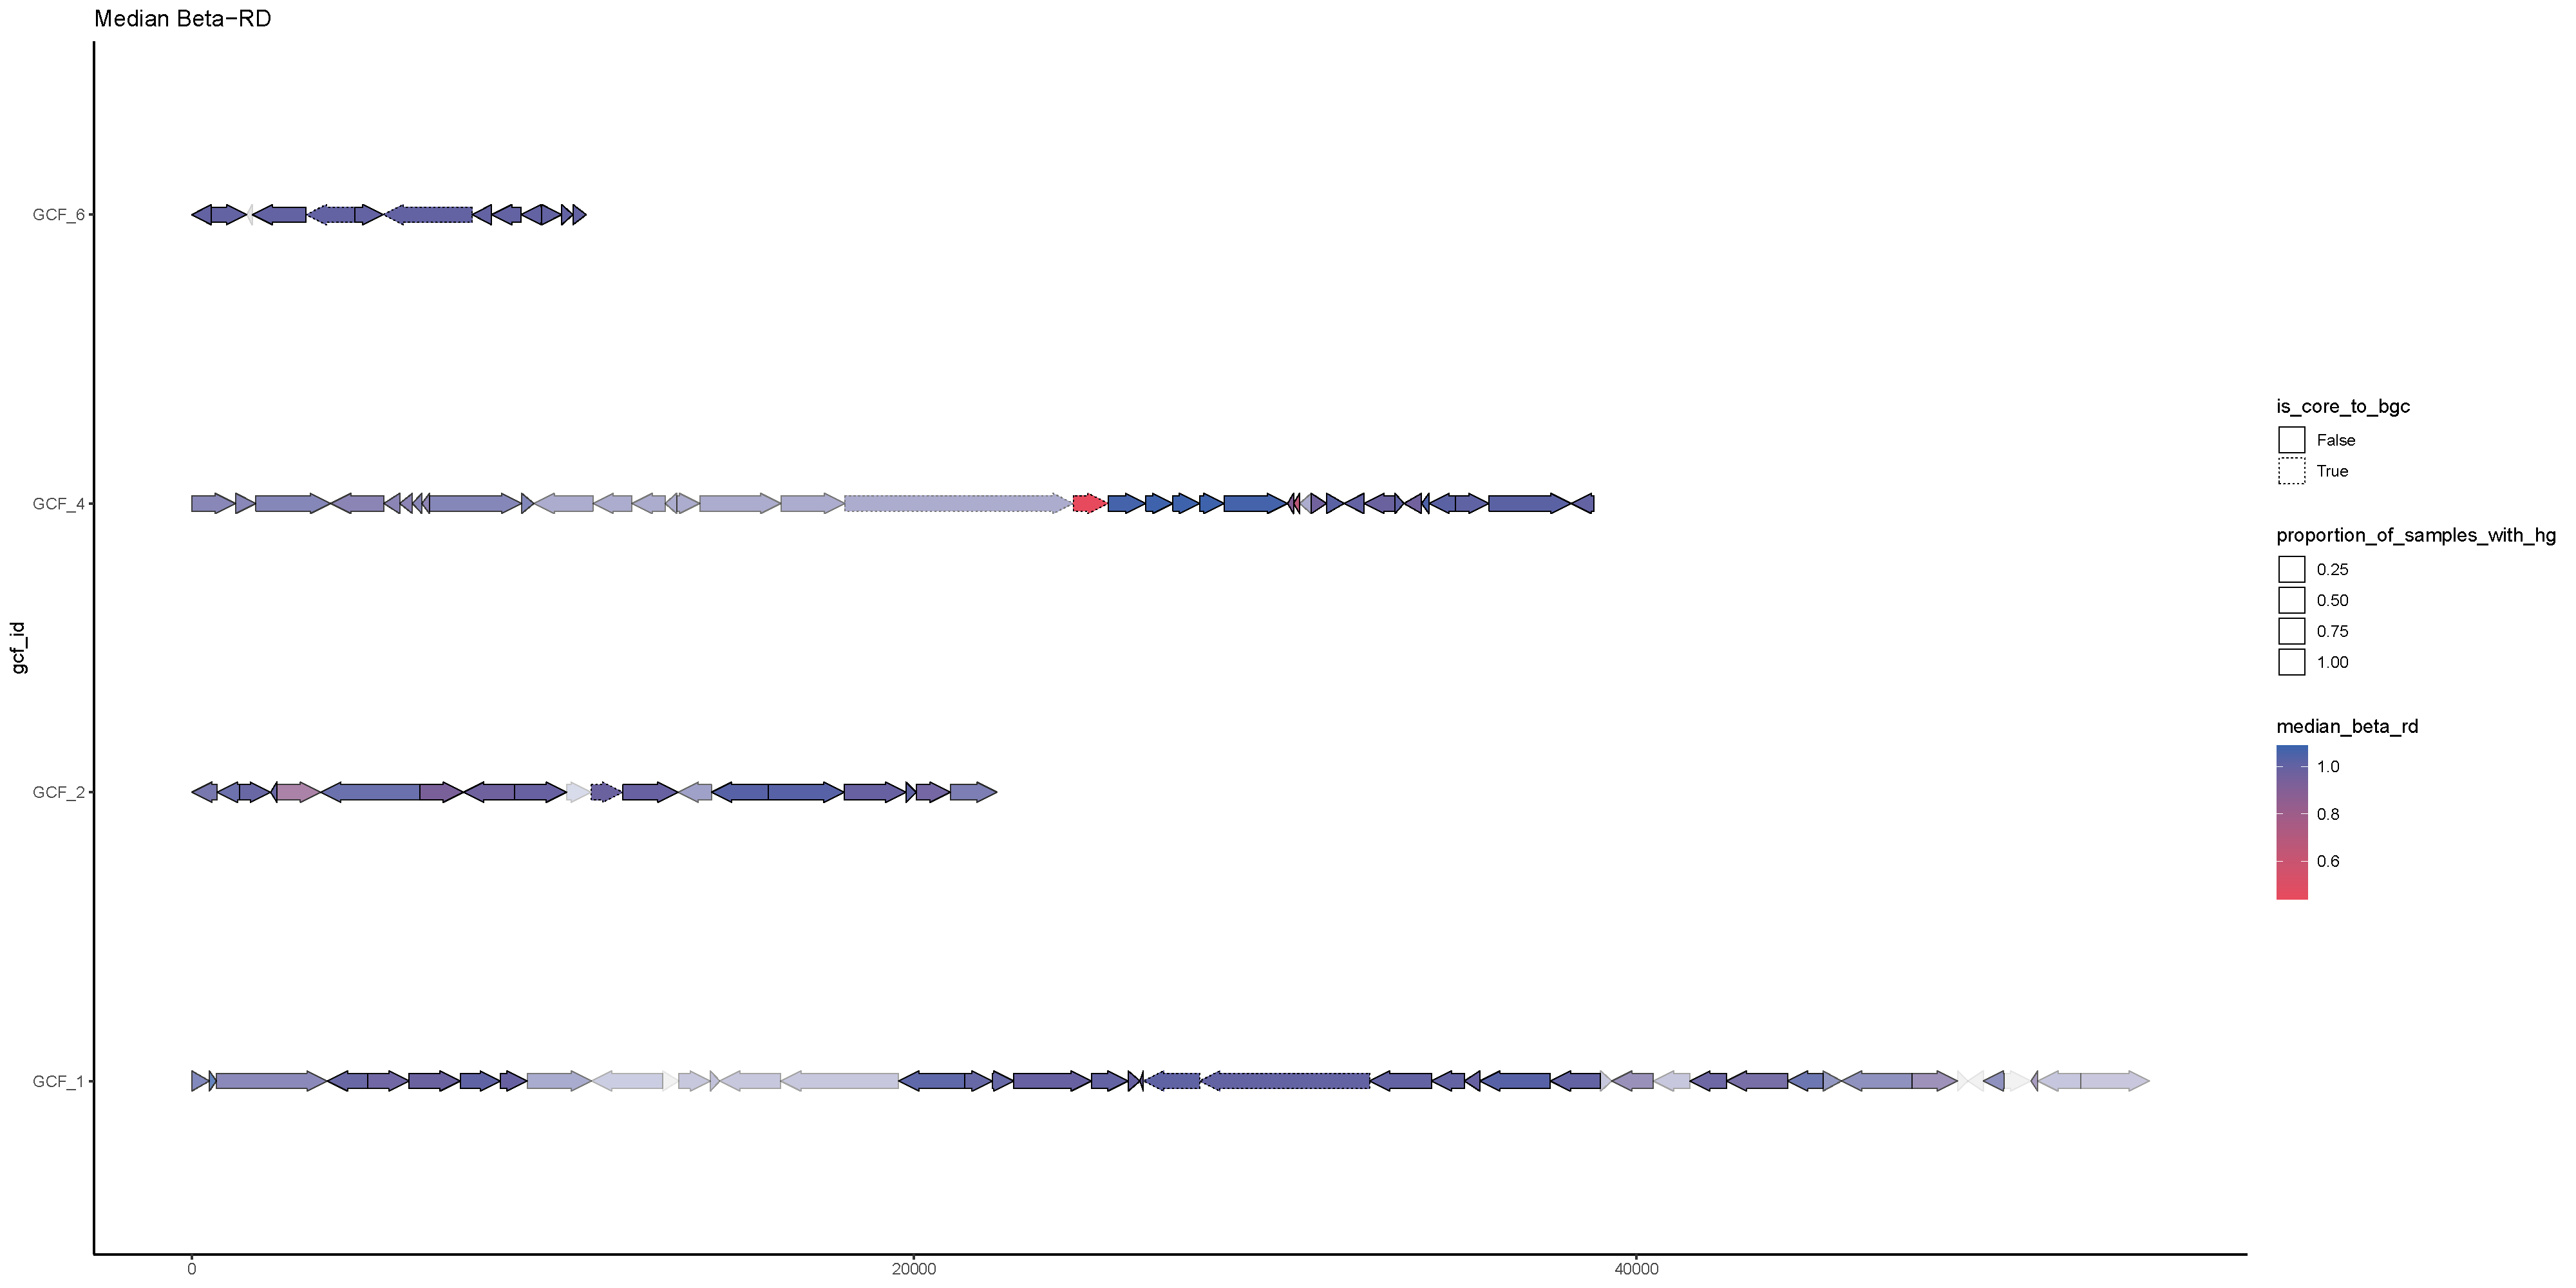 Median Beta−RD
GCF_6
GCF_4
GCF_2
GCF_1
gcf_id
0
20000
40000
is_core_to_bgc
False
True
proportion_of_samples_with_hg
0.25
0.50
0.75
1.00
median_beta_rd
1.0
0.8
0.6